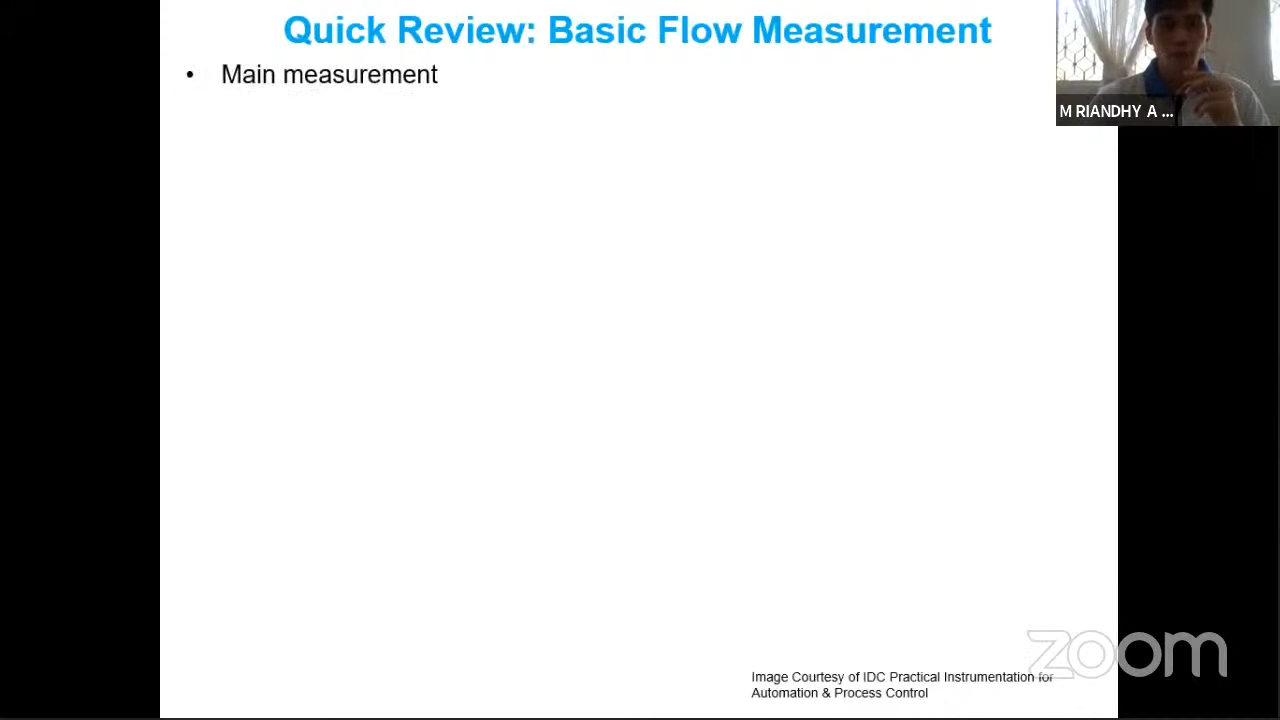 Quick Review: Basic Flow Measurement
• Main measurement
M RIANDHY A ...
zoom
Image Courtesy of IDC Practical Instrumentation for
Automation & Process Control